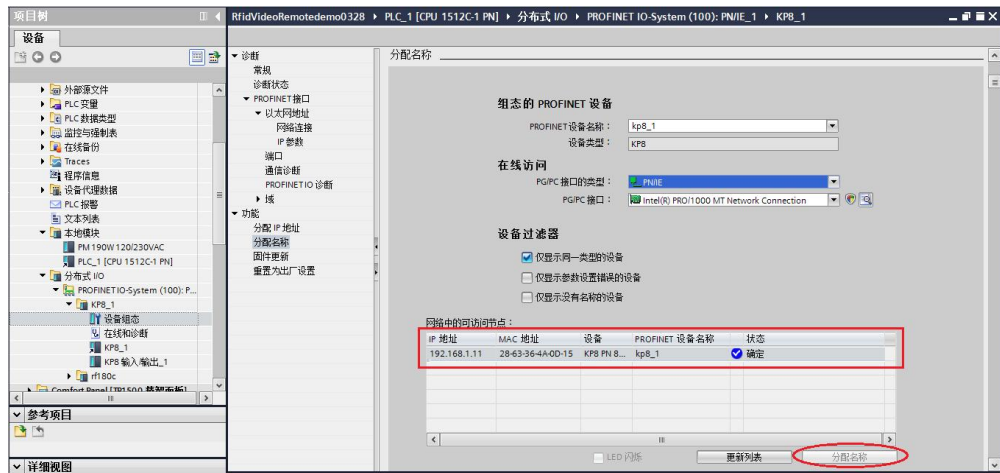 项目树
RfidVideoRemotedemo0328 ▸ PLC_1 [CPU 1512C-1 PN] ▸ 分布式 I/O ▸ PROFINET IO-System (100): PN/IE_1 ▸ KP8_1
设备
外部源文件
PLC 变量
PLC 数据类型
监控与强制表
在线备份
Traces
程序信息
设备代理数据
PLC 报警
文本列表
本地模块
PM 190W 120/230VAC
PLC_1 [CPU 1512C-1 PN]
分布式 I/O
PROFINET IO-System (100): P...
KP8_1
设备组态
在线和诊断
KP8_1
KP8 输入/输出_1
rf180c
Comfort Panel [TP1500 精智面板]
参考项目
详细视图
诊断
常规
诊断状态
PROFINET 接口
以太网地址
网络连接
IP 参数
端口
通信诊断
PROFINET IO 诊断
域
功能
分配 IP 地址
分配名称
固件更新
重置为出厂设置
分配名称
组态的 PROFINET 设备
PROFINET设备名称: kp8_1
设备类型: KP8
在线访问
PG/PC 接口的类型: PN/IE
PG/PC 接口: Intel(R) PRO/1000 MT Network Connection
设备过滤器
仅显示同一类型的设备
仅显示参数设置错误的设备
仅显示没有名称的设备
网络中的可访问节点:
IP 地址 MAC 地址 设备 PROFINET 设备名称 状态
192.168.1.11 28-63-36-4A-0D-15 KP8 PN 8... kp8_1 确定
LED 闪烁 更新列表 分配名称